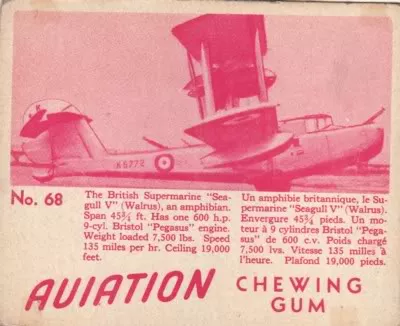 K5772
No. 68
The British Supermarine "Sea-
gull V" (Walrus), an amphibian.
Span 45¾ ft. Has one 600 h.p.
9-cyl. Bristol "Pegasus" engine.
Weight loaded 7,500 lbs. Speed
135 miles per hr. Ceiling 19,000
feet.
Un amphibie britannique, le Su-
permarine "Seagull V" (Walrus).
Envergure 45¾ pieds. Un mo-
teur à 9 cylindres Bristol "Pega-
sus" de 600 c.v. Poids chargé
7,500 lvs. Vitesse 135 milles à
l'heure. Plafond 19,000 pieds.
AVIATION CHEWING
GUM